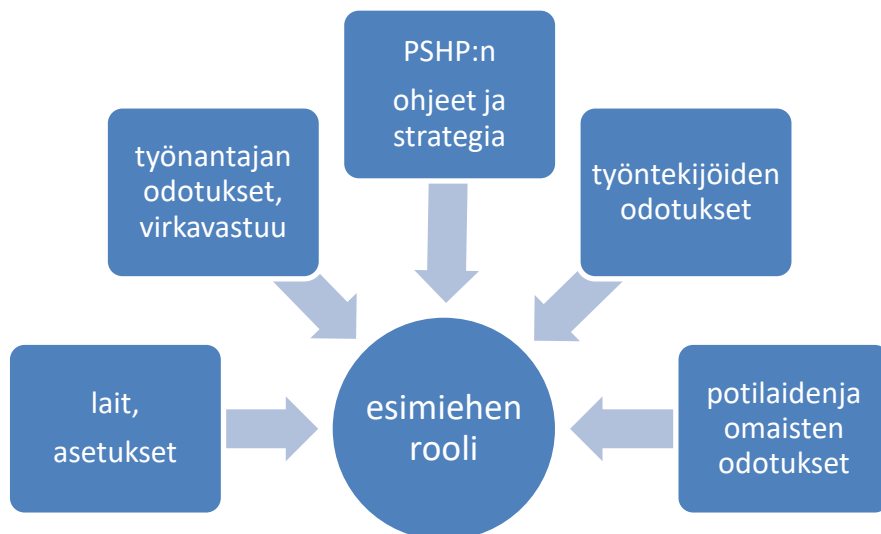 PSHP:n
ohjeet ja
strategia
työnantajan
odotukset,
virkavastuu
työntekijöiden
odotukset
lait,
asetukset
esimiehen
rooli
potilaidenja
omaisten
odotukset